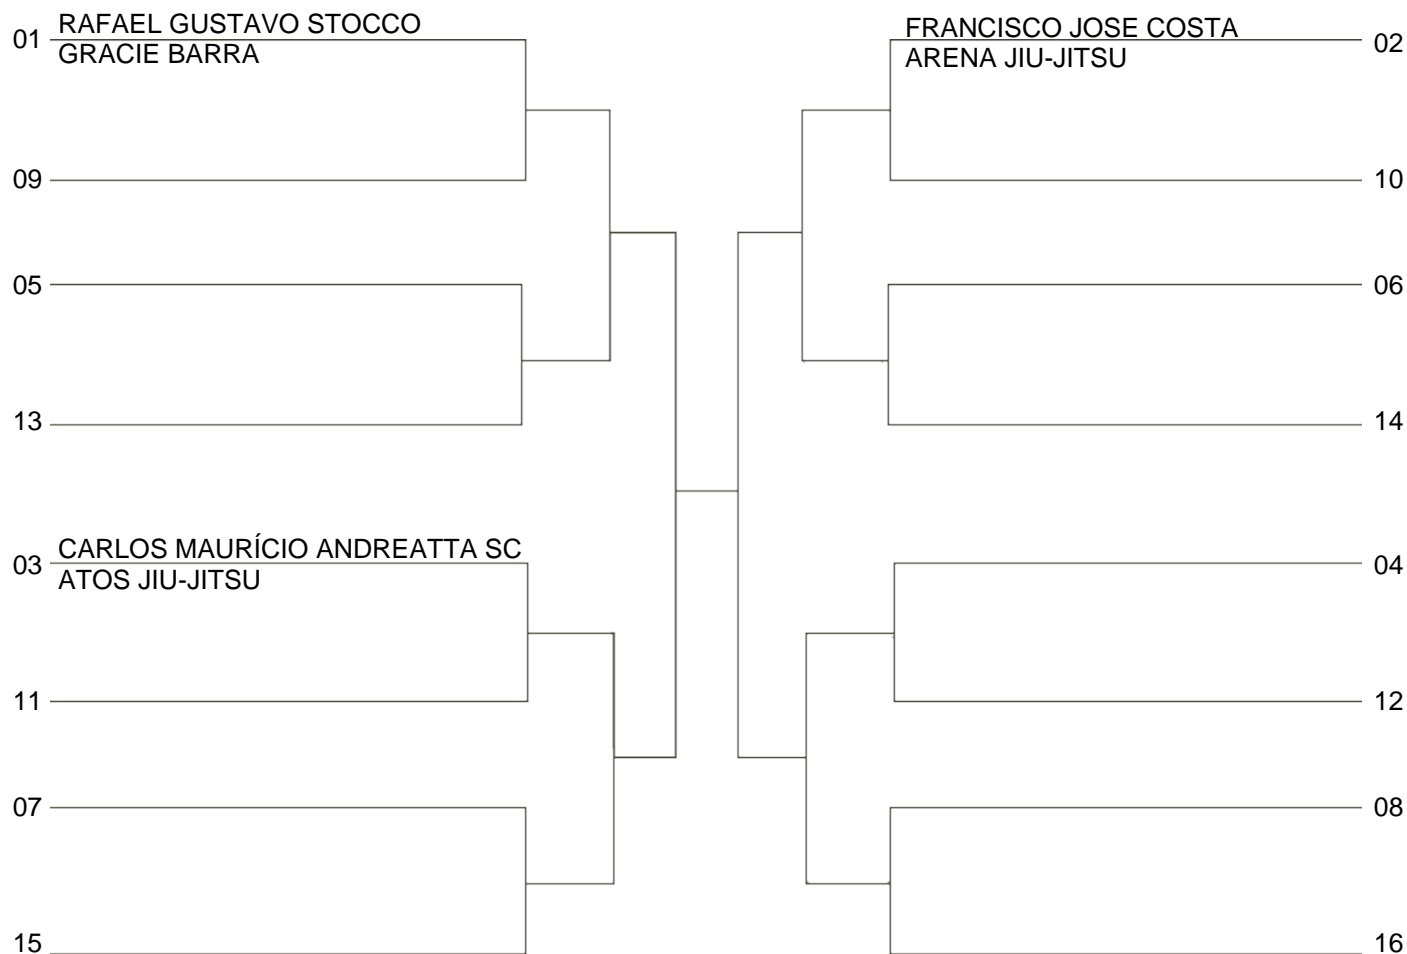 01 RAFAEL GUSTAVO STOCCO
GRACIE BARRA
09
05
13
03 CARLOS MAURÍCIO ANDREATTA SC
ATOS JIU-JITSU
11
07
15
FRANCISCO JOSE COSTA 02
ARENA JIU-JITSU
10
06
14
04
12
08
16